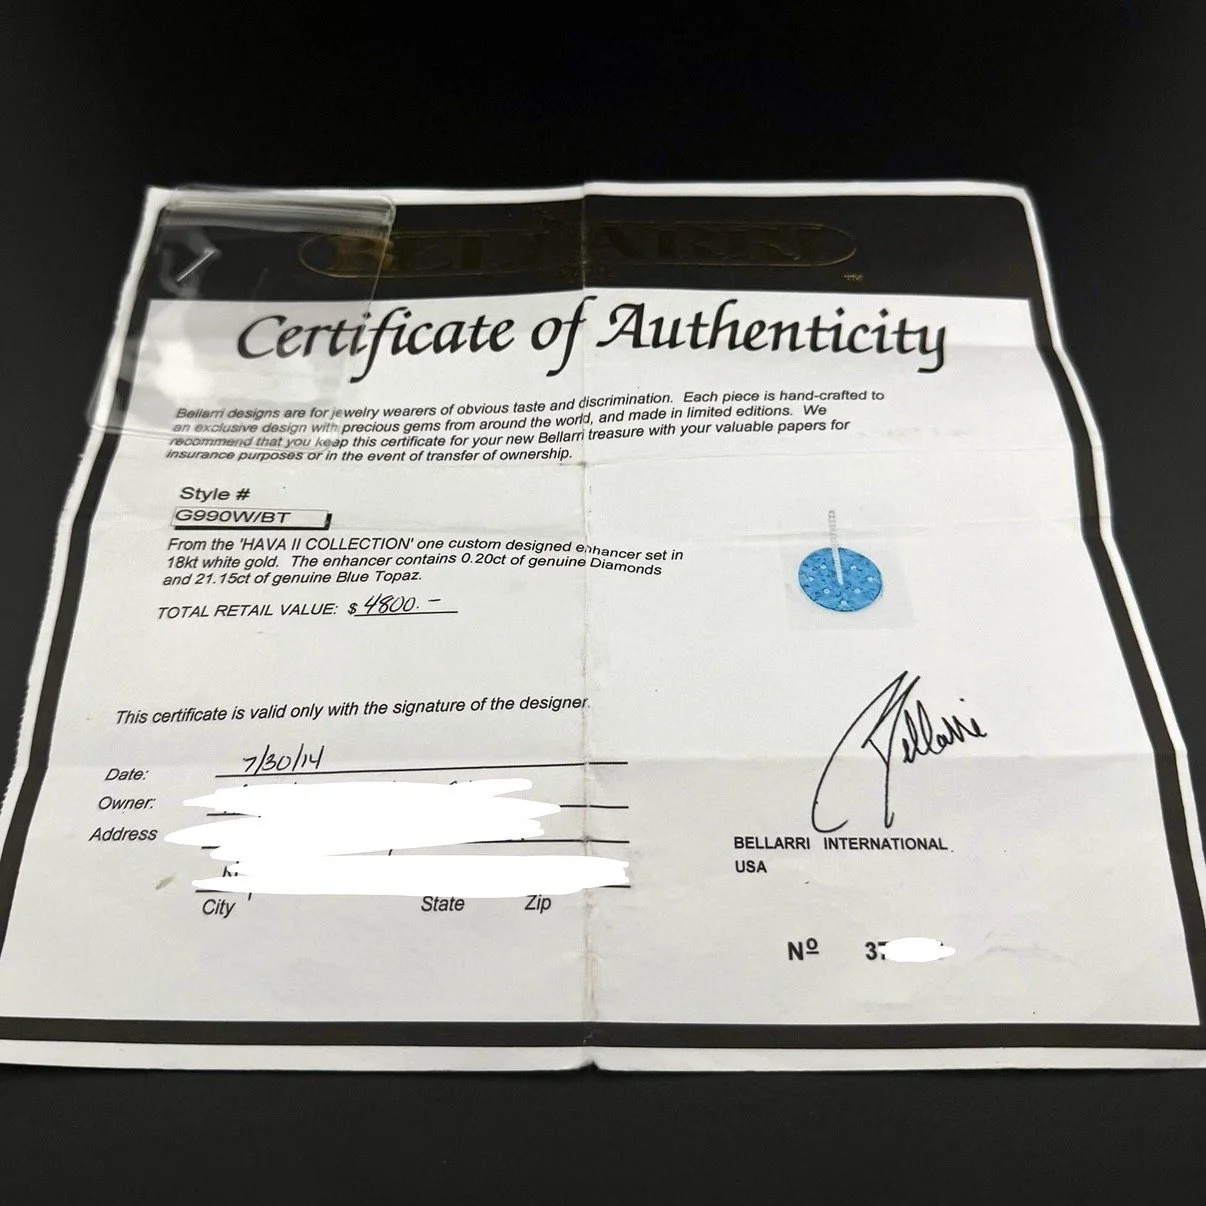 BELLARRI
TM
Certificate of Authenticity
Bellarri designs are for jewelry wearers of obvious taste and discrimination. Each piece is hand-crafted to
an exclusive design with precious gems from around the world, and made in limited editions. We
recommend that you keep this certificate for your new Bellarri treasure with your valuable papers for
insurance purposes or in the event of transfer of ownership.
Style #
G990W/BT
From the 'HAVA II COLLECTION' one custom designed enhancer set in
18kt white gold. The enhancer contains 0.20ct of genuine Diamonds
and 21.15ct of genuine Blue Topaz.
TOTAL RETAIL VALUE: $ 4800.-
This certificate is valid only with the signature of the designer.
Date: 7/30/14
Owner:
Address
City State Zip
Bellarri
BELLARRI INTERNATIONAL
USA
Nº 37